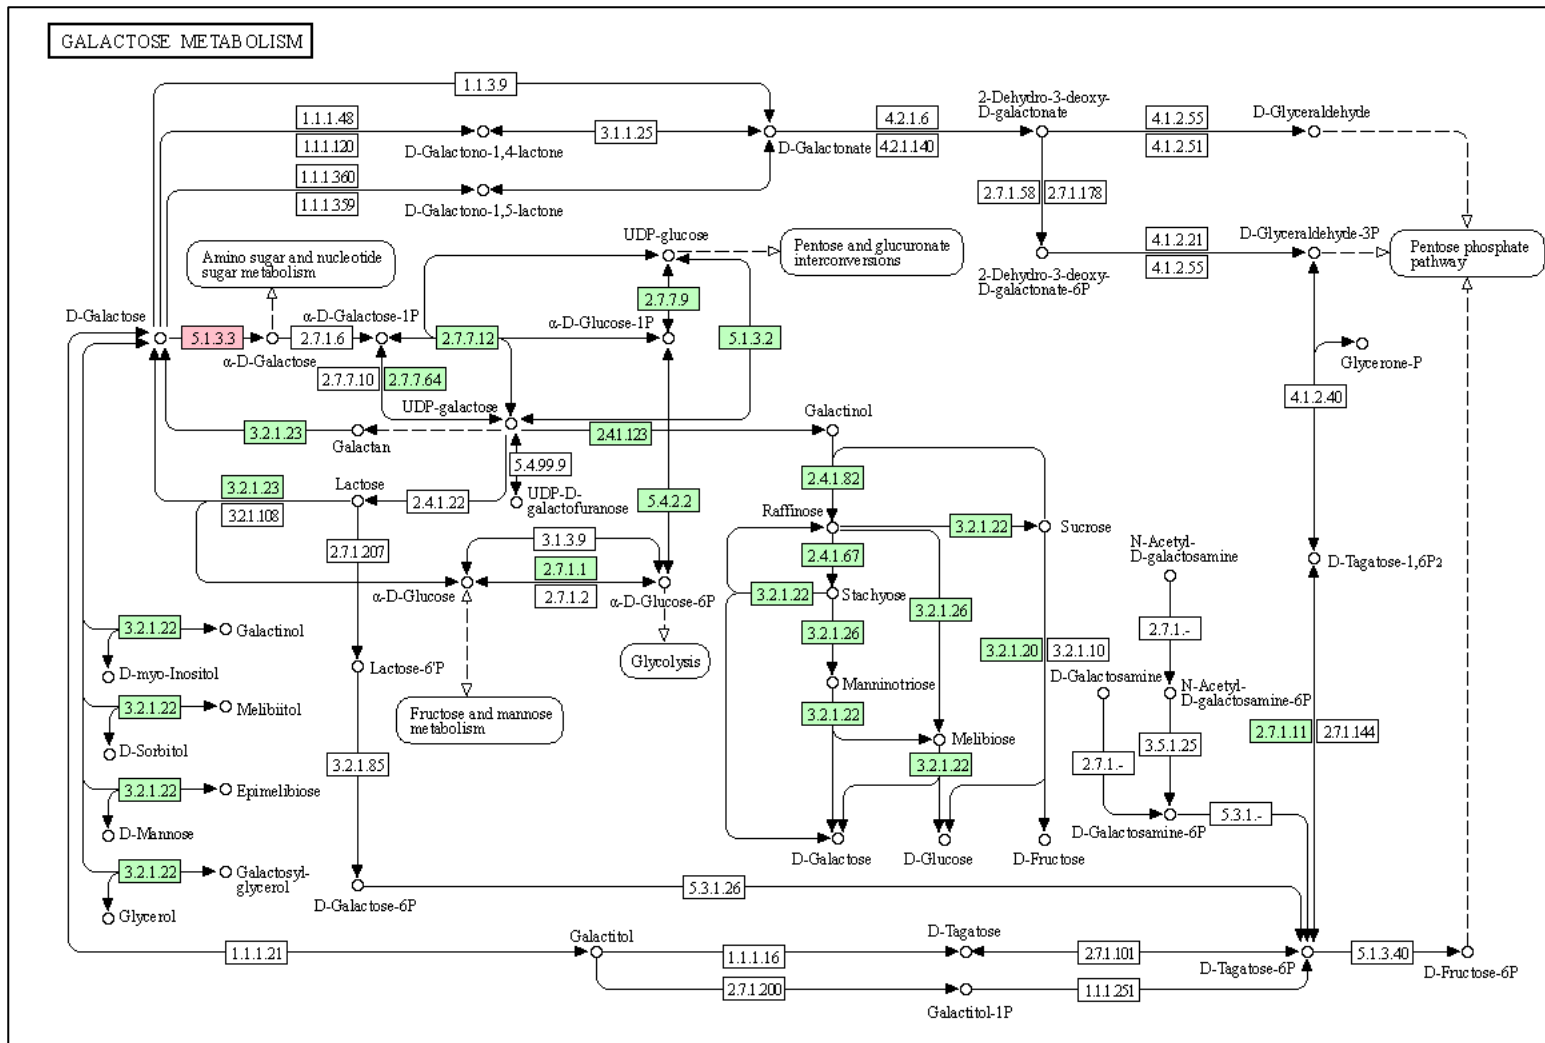 GALACTOSE METABOLISM
1.1.3.9
1.1.1.48
1.1.1.120
D-Galactono-1,4-lactone
3.1.1.25
D-Galactonate
4.2.1.6
4.2.1.140
2-Dehydro-3-deoxy-
D-galactonate
4.1.2.55
4.1.2.51
D-Glyceraldehyde
1.1.1.360
1.1.1.359
D-Galactono-1,5-lactone
2.7.1.58
2.7.1.178
UDP-glucose
Pentose and glucuronate
interconversions
2-Dehydro-3-deoxy-
D-galactonate-6P
4.1.2.21
4.1.2.55
D-Glyceraldehyde-3P
Pentose phosphate
pathway
Amino sugar and nucleotide
sugar metabolism
D-Galactose
5.1.3.3
α-D-Galactose
2.7.1.6
α-D-Galactose-1P
2.7.7.12
α-D-Glucose-1P
2.7.7.9
5.1.3.2
Glycerone-P
2.7.7.10
2.7.7.64
4.1.2.40
UDP-galactose
3.2.1.23
Galactan
2.4.1.123
Galactinol
5.4.99.9
UDP-D-
galactofuranose
2.4.1.82
3.2.1.23
3.2.1.108
Lactose
2.4.1.22
5.4.2.2
Raffinose
3.2.1.22
Sucrose
2.7.1.207
3.1.3.9
2.7.1.1
2.7.1.2
α-D-Glucose
α-D-Glucose-6P
2.4.1.67
3.2.1.22
Stachyose
3.2.1.26
3.2.1.26
N-Acetyl-
D-galactosamine
D-Tagatose-1,6P2
2.7.1.-
3.2.1.22
Galactinol
D-myo-Inositol
Lactose-6'P
Glycolysis
Manninotriose
3.2.1.20
3.2.1.10
D-Galactosamine
N-Acetyl-
D-galactosamine-6P
3.2.1.22
Melibiitol
D-Sorbitol
Fructose and mannose
metabolism
3.2.1.22
Melibiose
2.7.1.11
2.7.1.144
3.2.1.85
3.2.1.22
2.7.1.-
3.5.1.25
3.2.1.22
Epimelibiose
D-Mannose
D-Galactosamine-6P
5.3.1.-
D-Galactose
D-Glucose
D-Fructose
3.2.1.22
Galactosyl-
glycerol
Glycerol
D-Galactose-6P
5.3.1.26
1.1.1.21
Galactitol
1.1.1.16
D-Tagatose
2.7.1.101
D-Tagatose-6P
5.1.3.40
D-Fructose-6P
2.7.1.200
Galactitol-1P
1.1.1.251